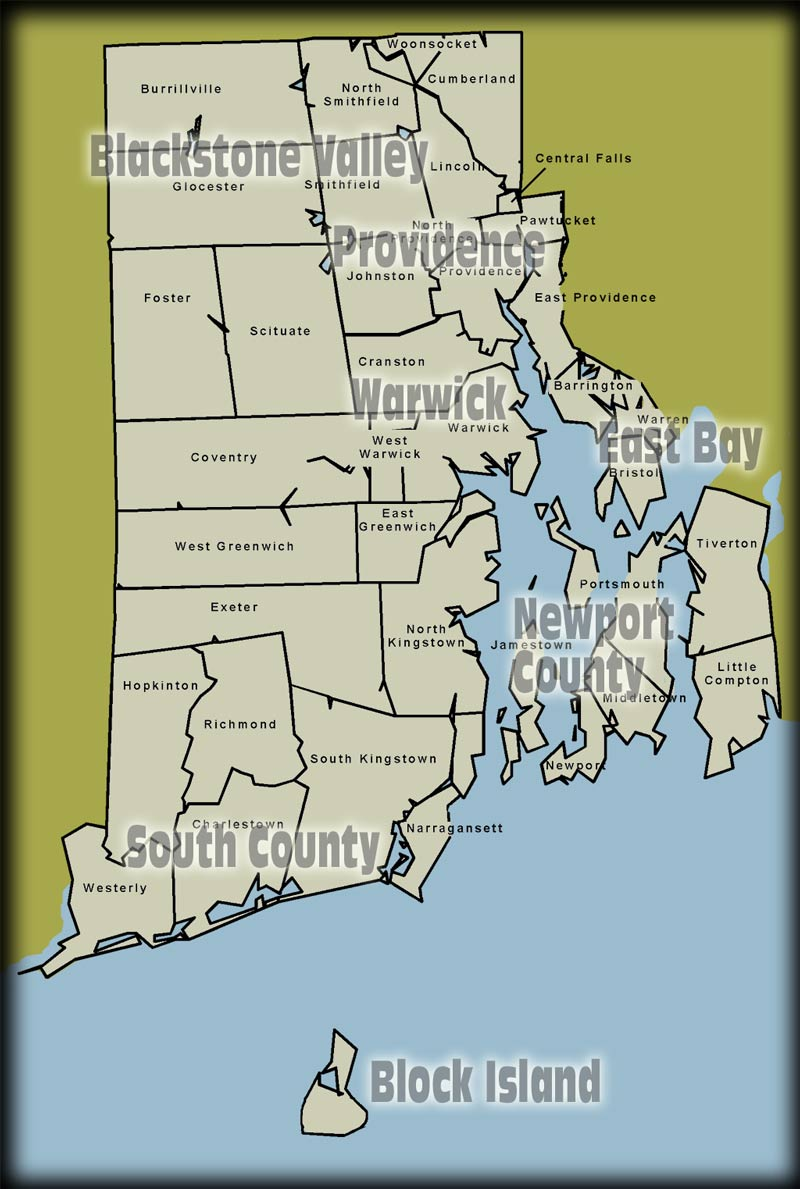 Woonsocket
Cumberland
Burrillville
North
Smithfield
Blackstone Valley
Central Falls
Lincoln
Glocester
Smithfield
Pawtucket
North
Providence
Providence
Johnston
Providence
Foster
East Providence
Scituate
Cranston
Barrington
Warwick
Warwick
Warren
East Bay
West
Warwick
Coventry
Bristol
East
Greenwich
West Greenwich
Tiverton
Portsmouth
Exeter
Newport
County
North
Kingstown
Jamestown
Little
Compton
Hopkinton
Middletown
Richmond
South Kingstown
Newport
Charlestown
Narragansett
South County
Westerly
Block Island